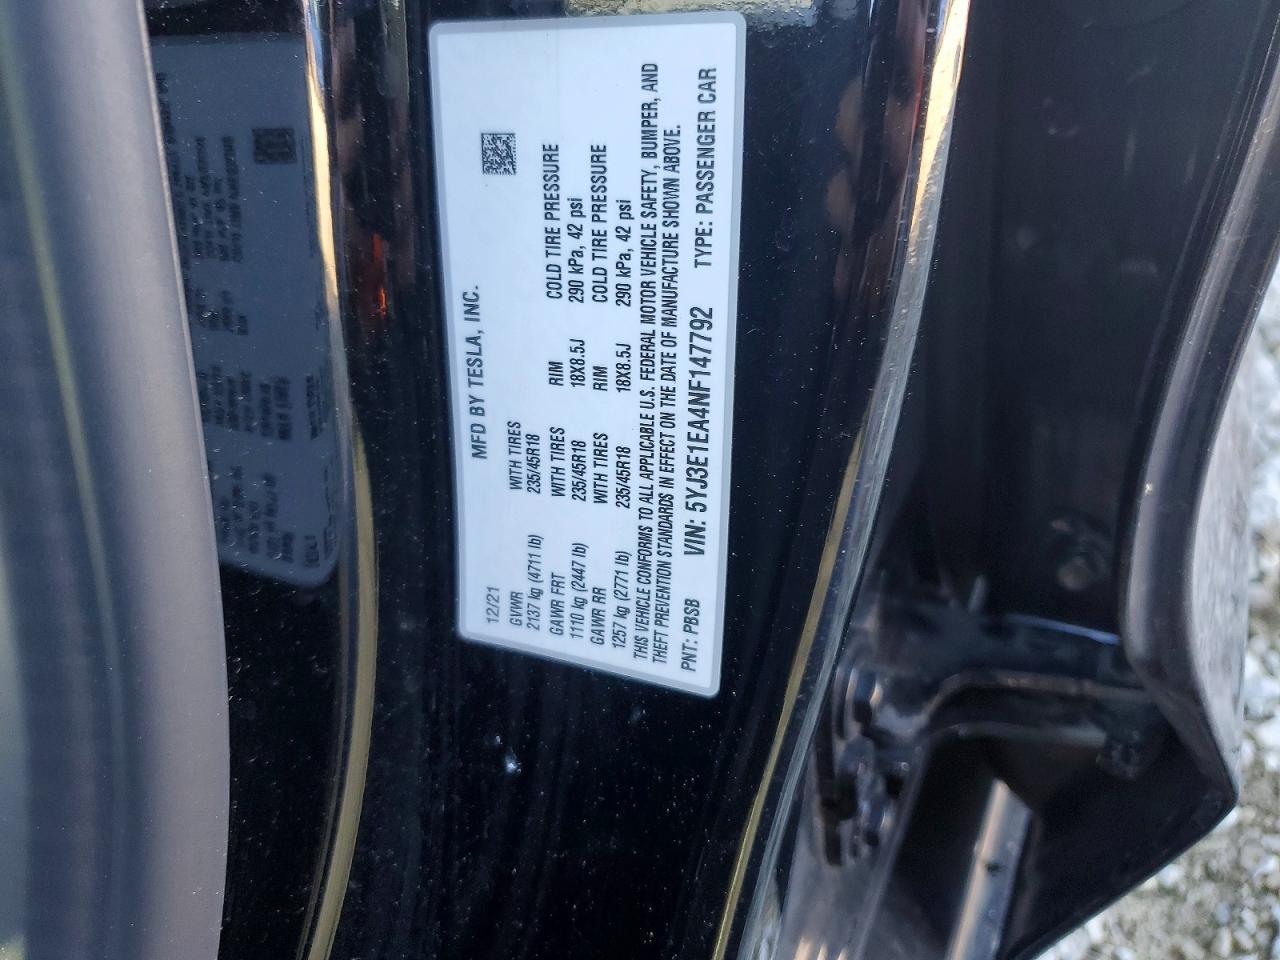 MFD BY TESLA, INC.
12/21
GVWR WITH TIRES RIM COLD TIRE PRESSURE
2137 kg (4711 lb) 235/45R18 18X8.5J 290 kPa, 42 psi
GAWR FRT WITH TIRES RIM COLD TIRE PRESSURE
1110 kg (2447 lb) 235/45R18 18X8.5J 290 kPa, 42 psi
GAWR RR WITH TIRES
1257 kg (2771 lb) 235/45R18
THIS VEHICLE CONFORMS TO ALL APPLICABLE U.S. FEDERAL MOTOR VEHICLE SAFETY, BUMPER, AND
THEFT PREVENTION STANDARDS IN EFFECT ON THE DATE OF MANUFACTURE SHOWN ABOVE.
PNT: PBSB VIN: 5YJ3E1EA4NF147792 TYPE: PASSENGER CAR